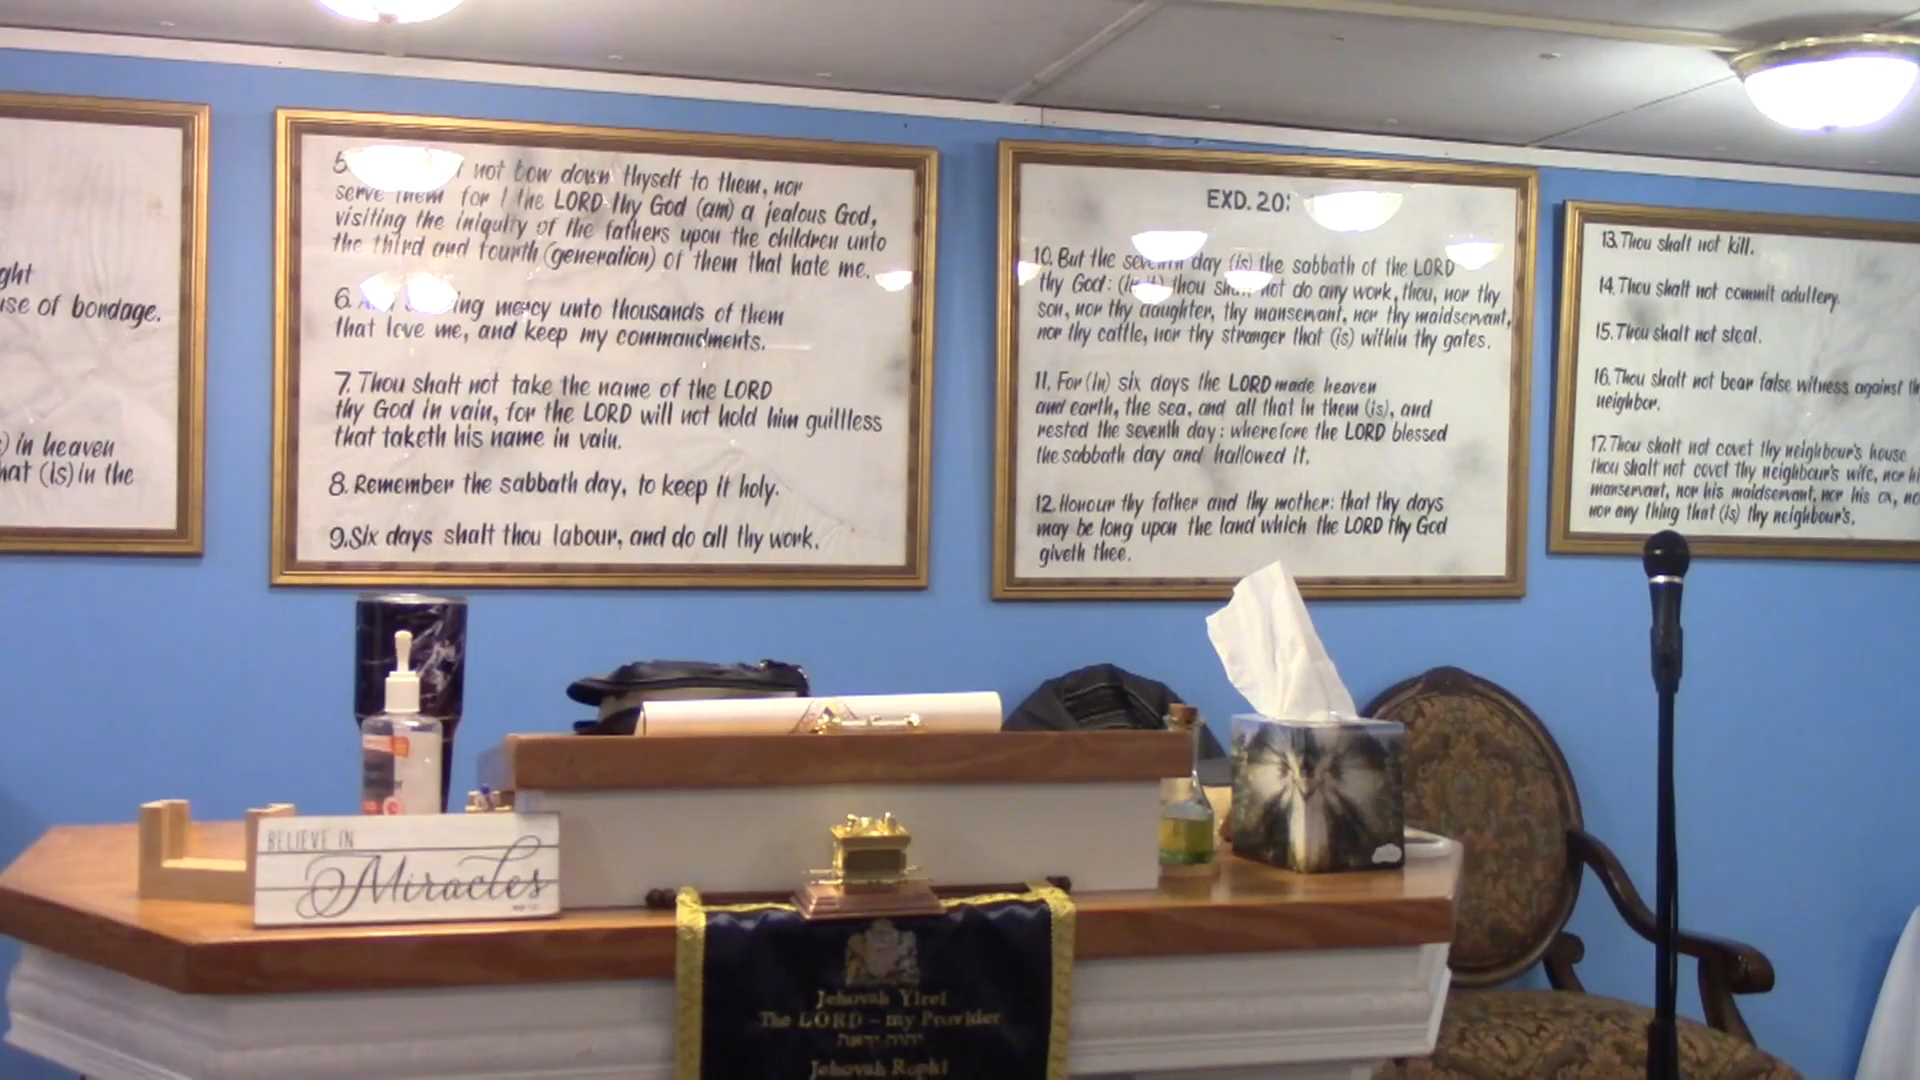 ght
use of bondage.
) in heaven
hat (is) in the
5. not bow down thyself to them, nor
serve them for I the LORD thy God (am) a jealous God,
visiting the iniquity of the fathers upon the children unto
the third and fourth (generation) of them that hate me.
6. ing mercy unto thousands of them
that love me, and keep my commandments.
7. Thou shalt not take the name of the LORD
thy God in vain, for the LORD will not hold him guiltless
that taketh his name in vain.
8. Remember the sabbath day, to keep it holy.
9. Six days shalt thou labour, and do all thy work.
EXD. 20:
10. But the seventh day (is) the sabbath of the LORD
thy God: (in it) thou shalt not do any work, thou, nor thy
son, nor thy daughter, thy manservant, nor thy maidservant,
nor thy cattle, nor thy stranger that (is) within thy gates.
11. For (In) six days the LORD made heaven
and earth, the sea, and all that in them (is), and
rested the seventh day: wherefore the LORD blessed
the sabbath day and hallowed it.
12. Honour thy father and thy mother: that thy days
may be long upon the land which the LORD thy God
giveth thee.
13. Thou shalt not kill.
14. Thou shalt not commit adultery.
15. Thou shalt not steal.
16. Thou shalt not bear false witness against th
neighbor.
17. Thou shalt not covet thy neighbour's house
thou shalt not covet thy neighbour's wife, nor hi
manservant, nor his maidservant, nor his ox, no
nor any thing that (is) thy neighbour's.
BELIEVE IN
Miracles
Jehovah Yireh
The LORD - my Provider
Jehovah Rophi